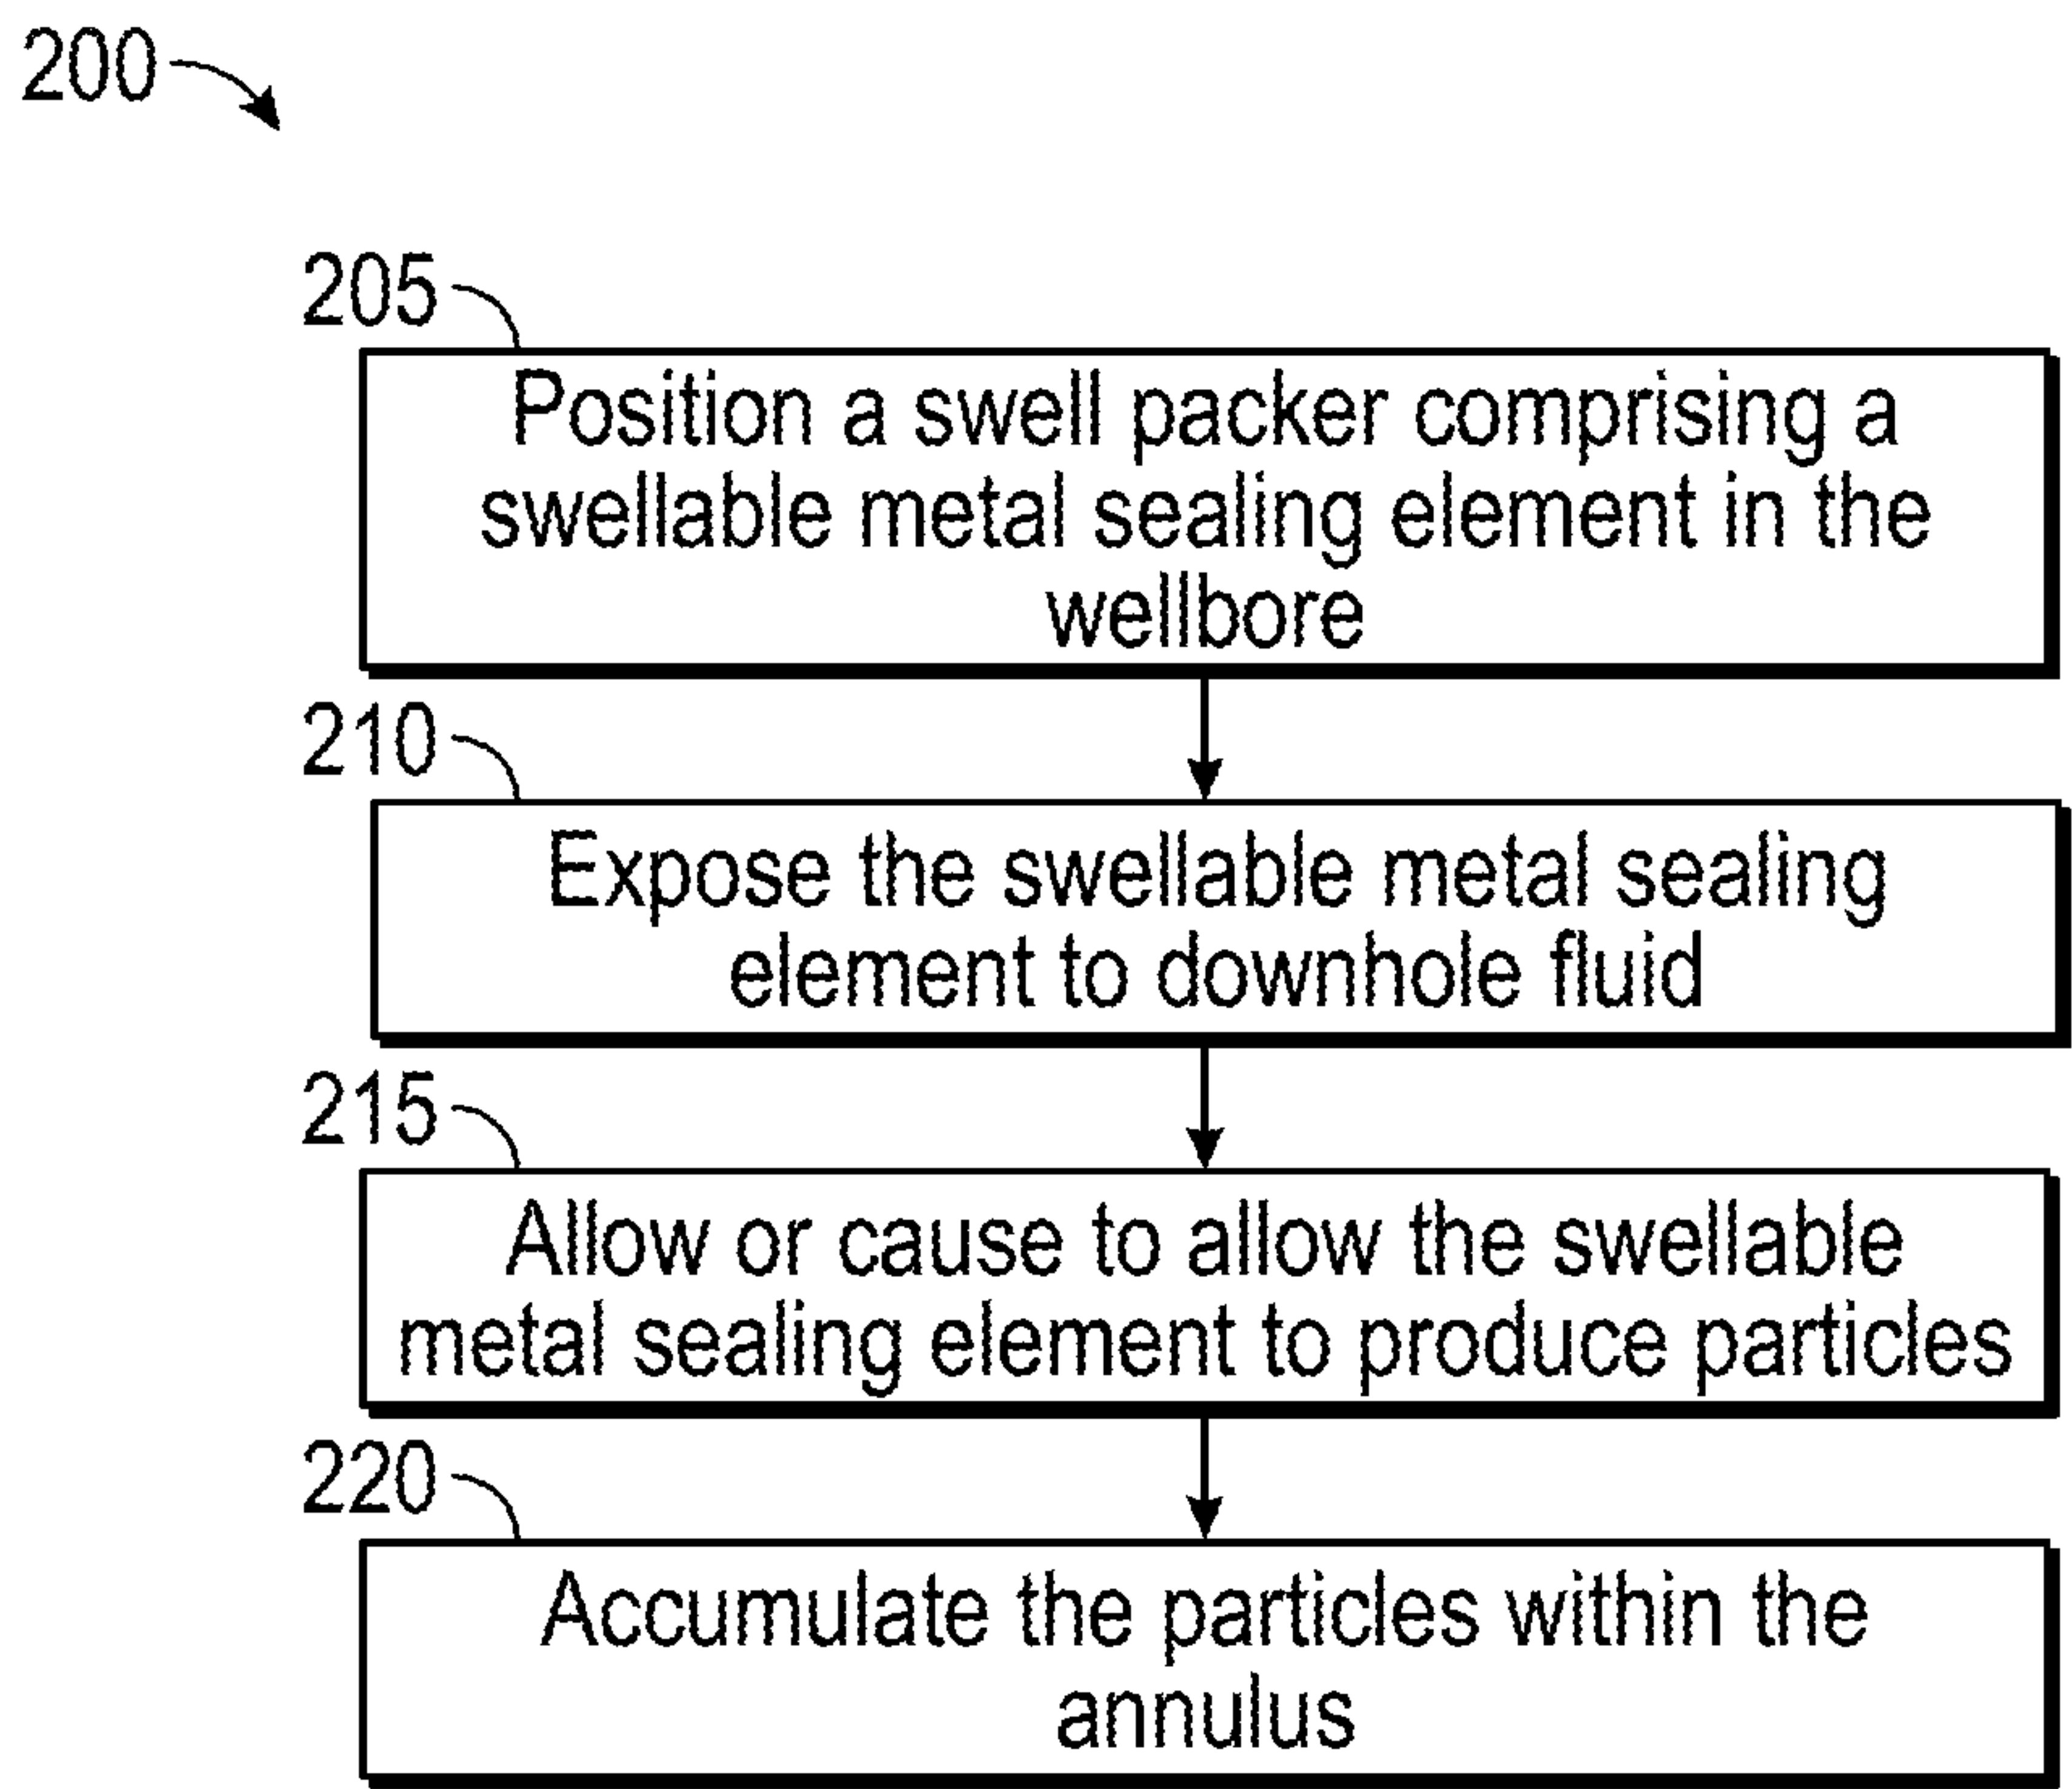 200
205
Position a swell packer comprising a
swellable metal sealing element in the
wellbore
210
Expose the swellable metal sealing
element to downhole fluid
215
Allow or cause to allow the swellable
metal sealing element to produce particles
220
Accumulate the particles within the
annulus